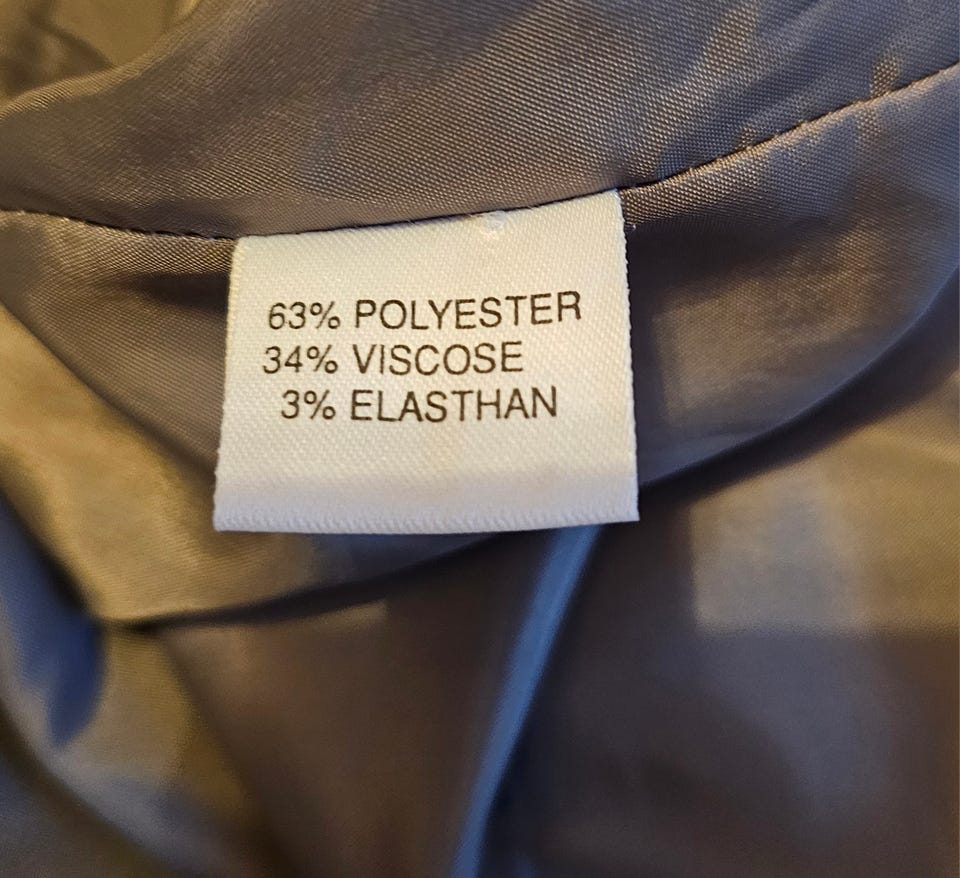 63% POLYESTER
34% VISCOSE
3% ELASTHAN